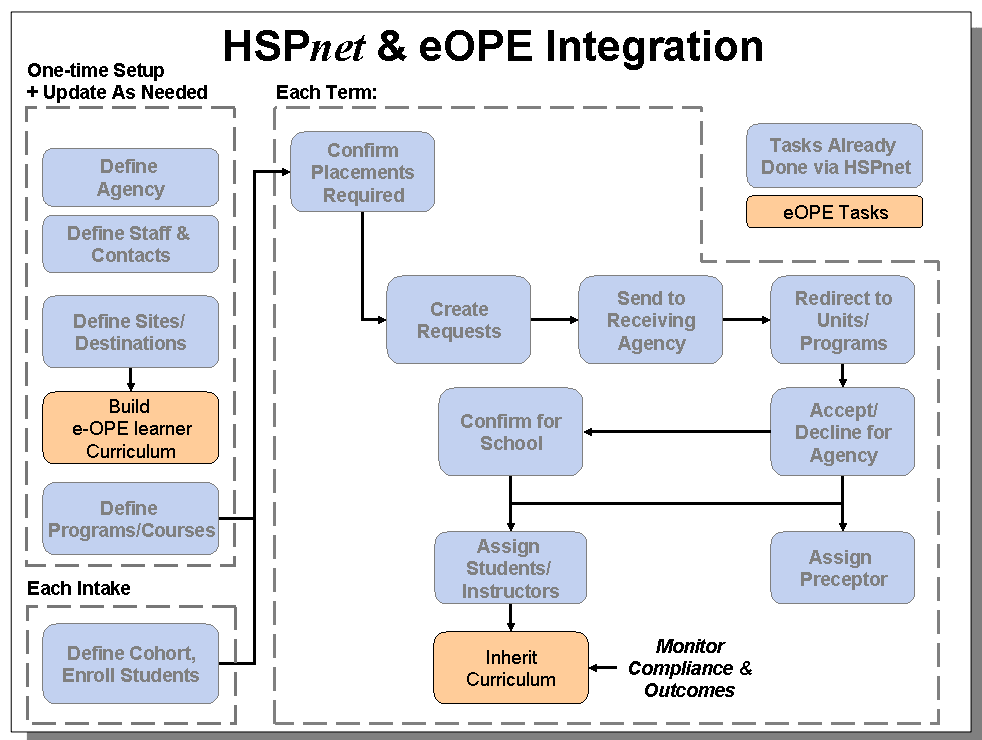 HSPnet & eOPE Integration
One-time Setup
+ Update As Needed
Define
Agency
Define Staff &
Contacts
Define Sites/
Destinations
Build
e-OPE learner
Curriculum
Define
Programs/Courses
Each Intake
Define Cohort,
Enroll Students
Each Term:
Confirm
Placements
Required
Tasks Already
Done via HSPnet
eOPE Tasks
Create
Requests
Send to
Receiving
Agency
Redirect to
Units/
Programs
Confirm for
School
Accept/
Decline for
Agency
Assign
Students/
Instructors
Assign
Preceptor
Inherit
Curriculum
Monitor
Compliance &
Outcomes